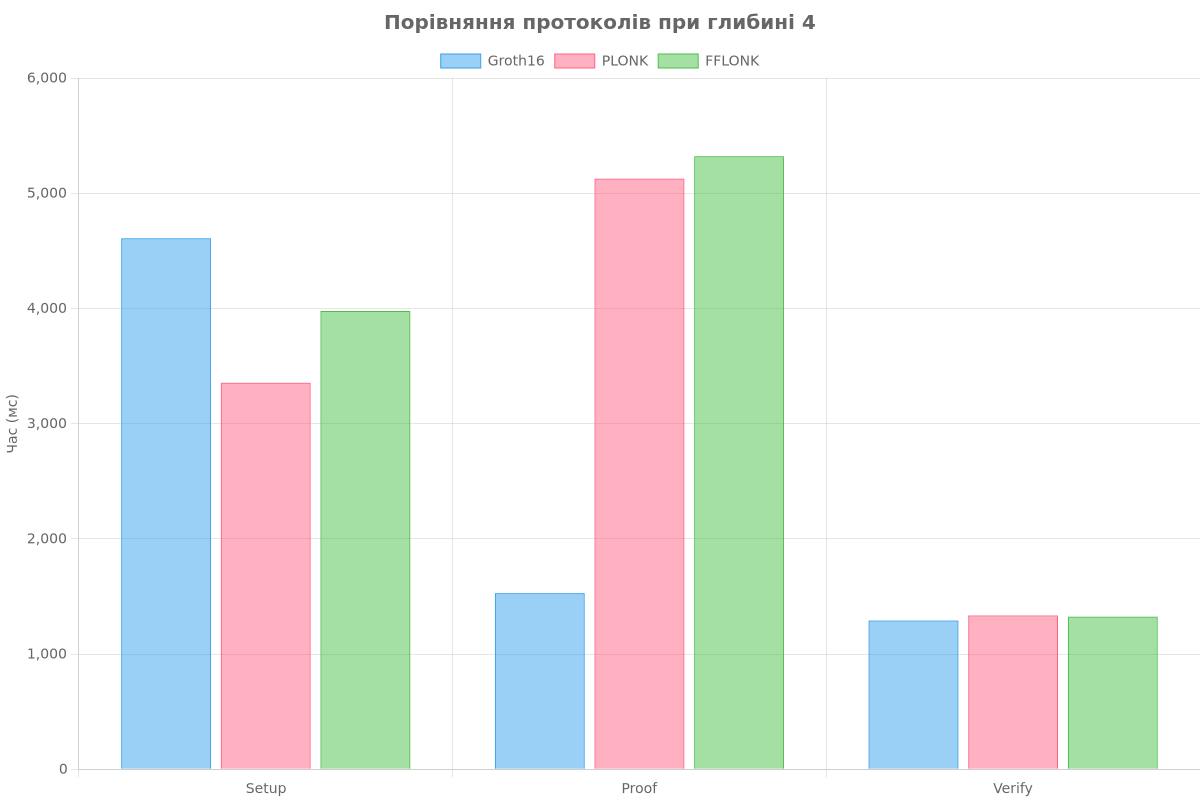 Порівняння протоколів при глибині 4
Groth16 PLONK FFLONK
6,000
5,000
4,000
3,000
2,000
1,000
0
Час (мс)
Setup Proof Verify